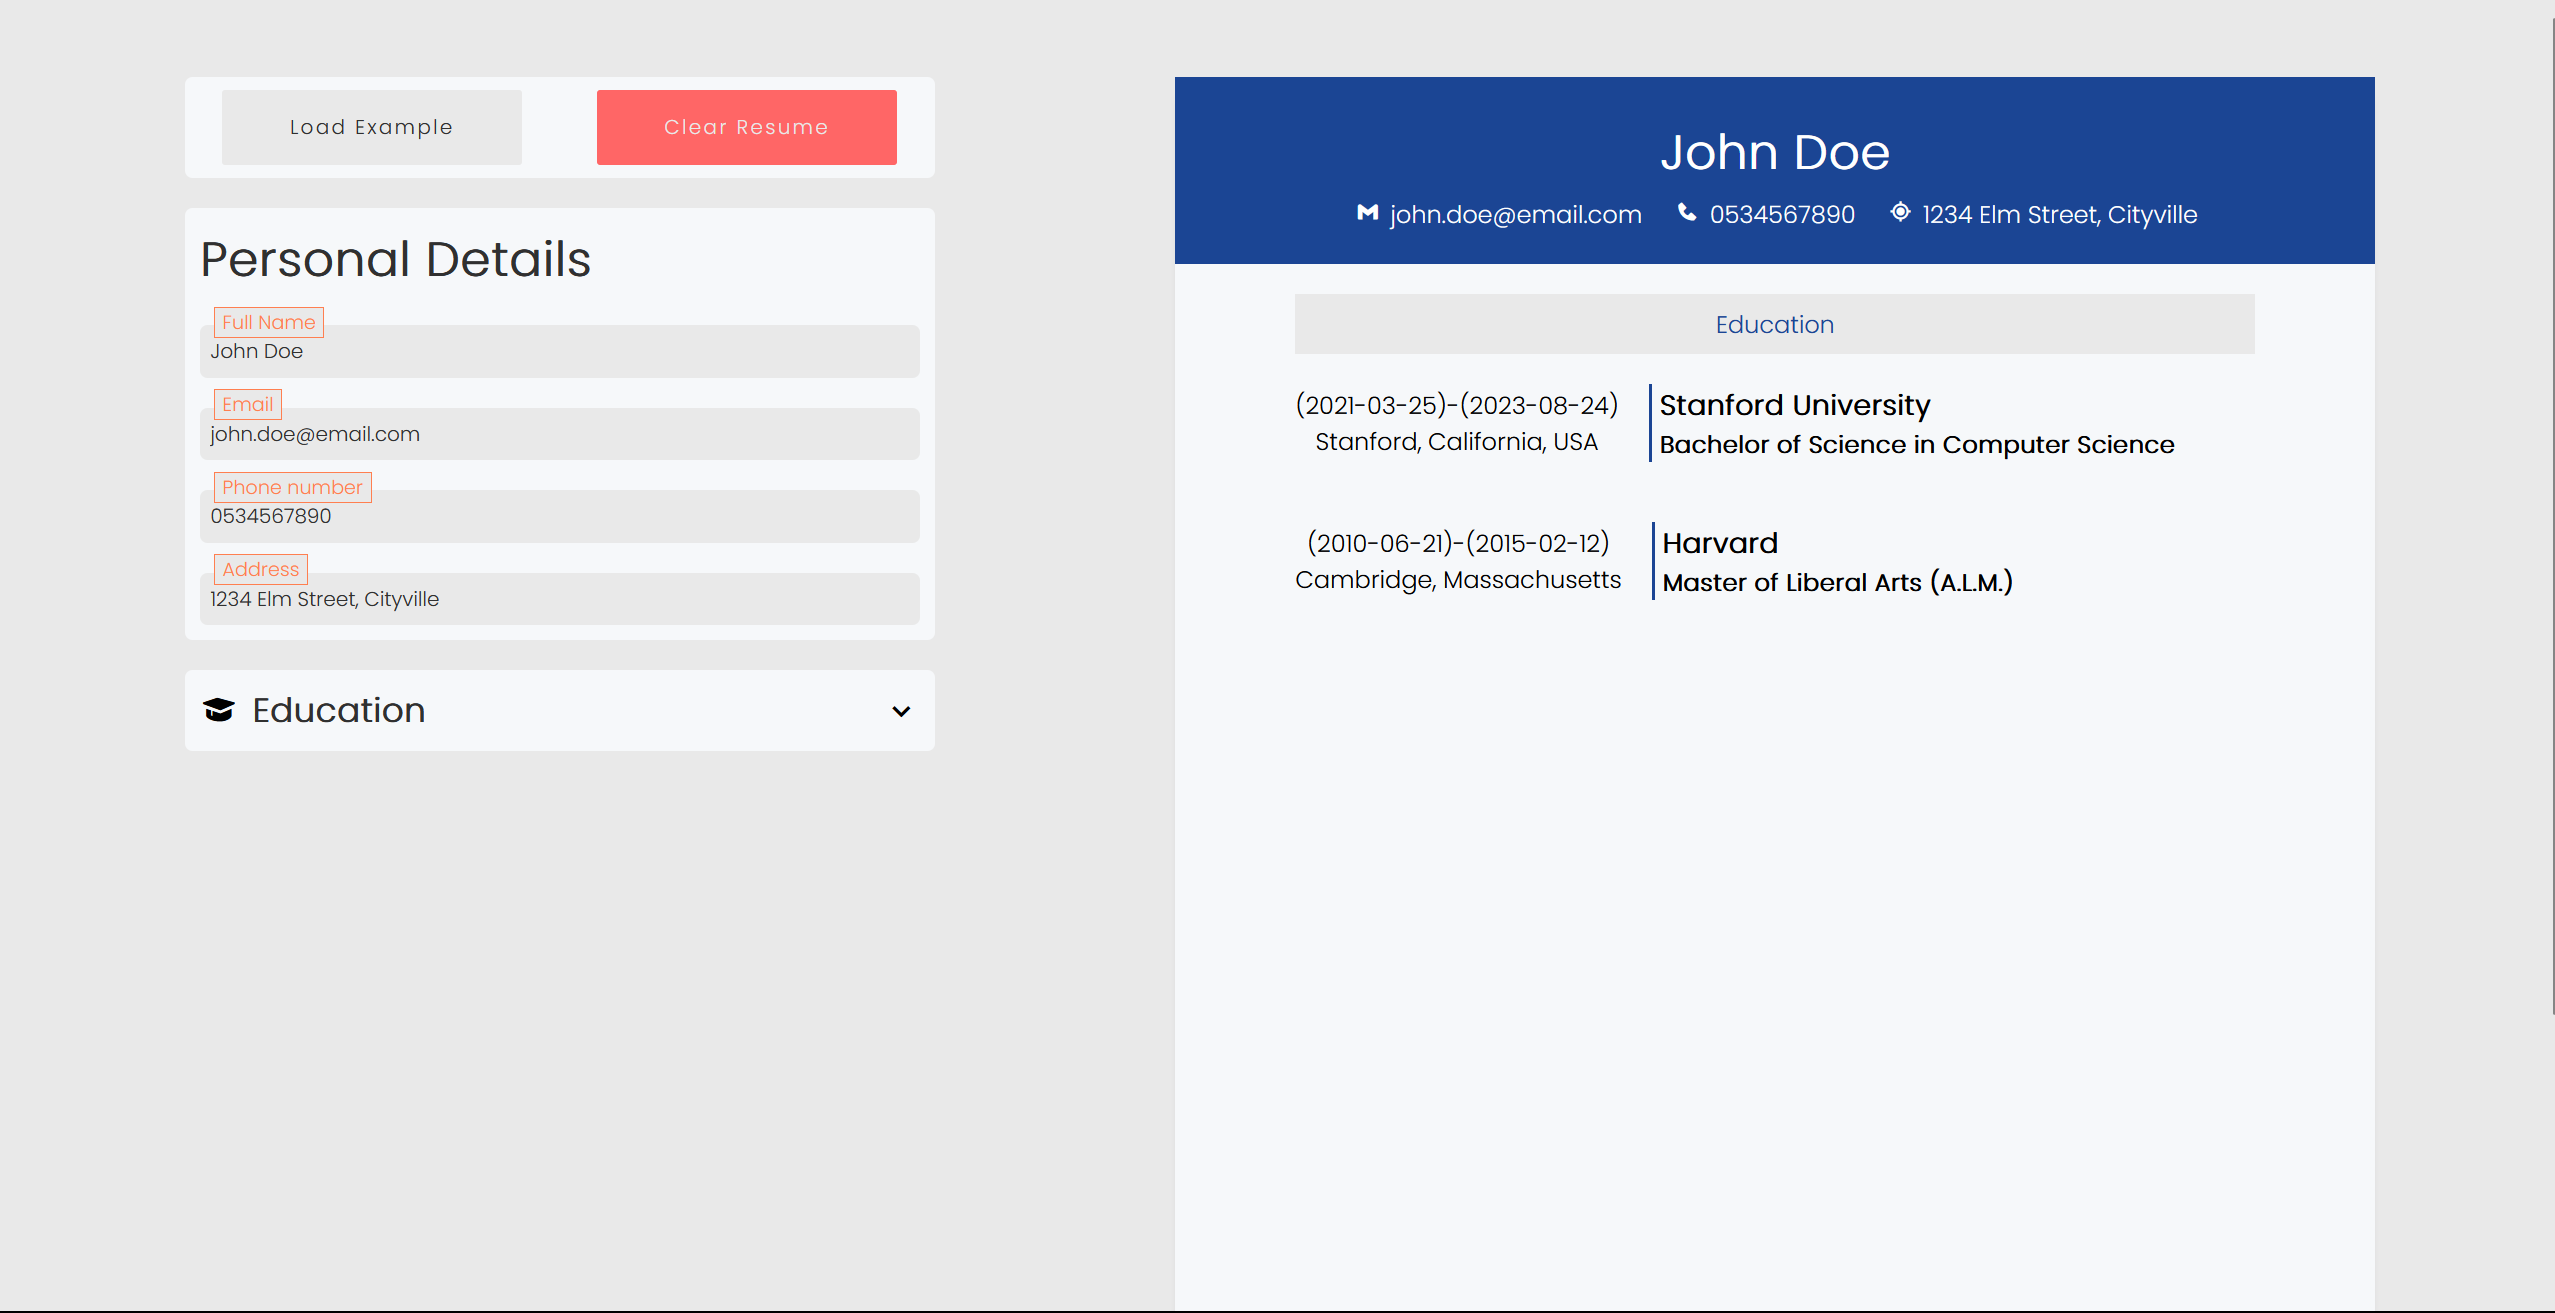 Load Example
Clear Resume
Personal Details
Full Name
John Doe
Email
john.doe@email.com
Phone number
0534567890
Address
1234 Elm Street, Cityville
Education
John Doe
john.doe@email.com 0534567890 1234 Elm Street, Cityville
Education
(2021-03-25)-(2023-08-24)
Stanford, California, USA
Stanford University
Bachelor of Science in Computer Science
(2010-06-21)-(2015-02-12)
Cambridge, Massachusetts
Harvard
Master of Liberal Arts (A.L.M.)